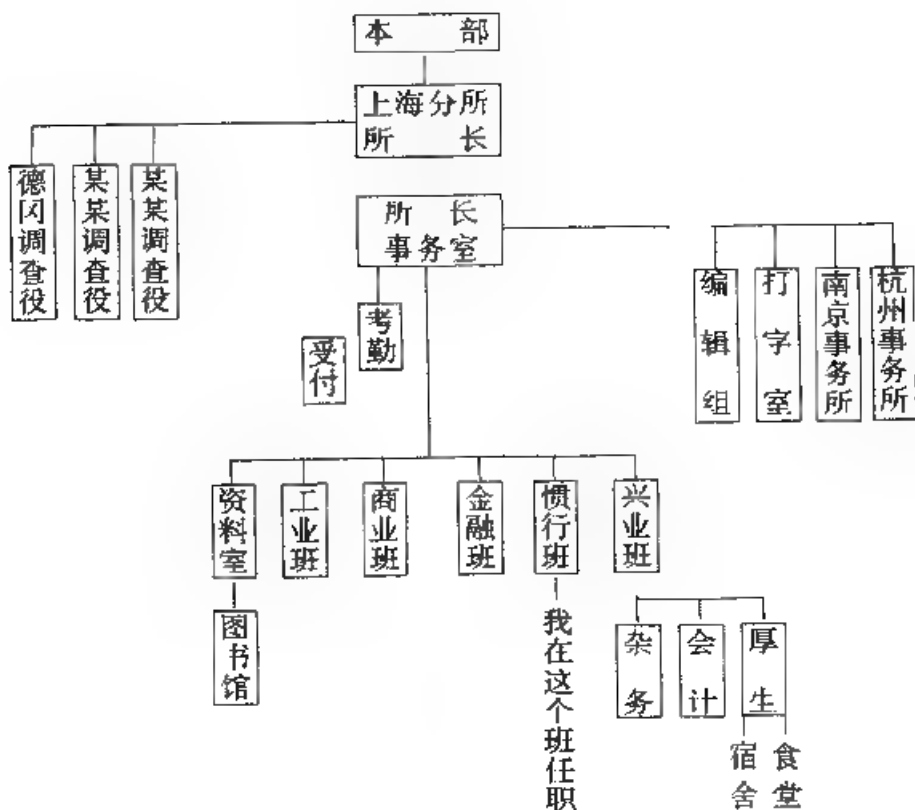 本部
上海分所
所长
德冈调查役
某某调查役
某某调查役
所长
事务室
考勤
受付
编辑组
打字室
南京事务所
杭州事务所
资料室
工业班
商业班
金融班
惯行班
兴业班
图书馆
我在这个班任职
杂务
会计
厚生
宿舍
食堂